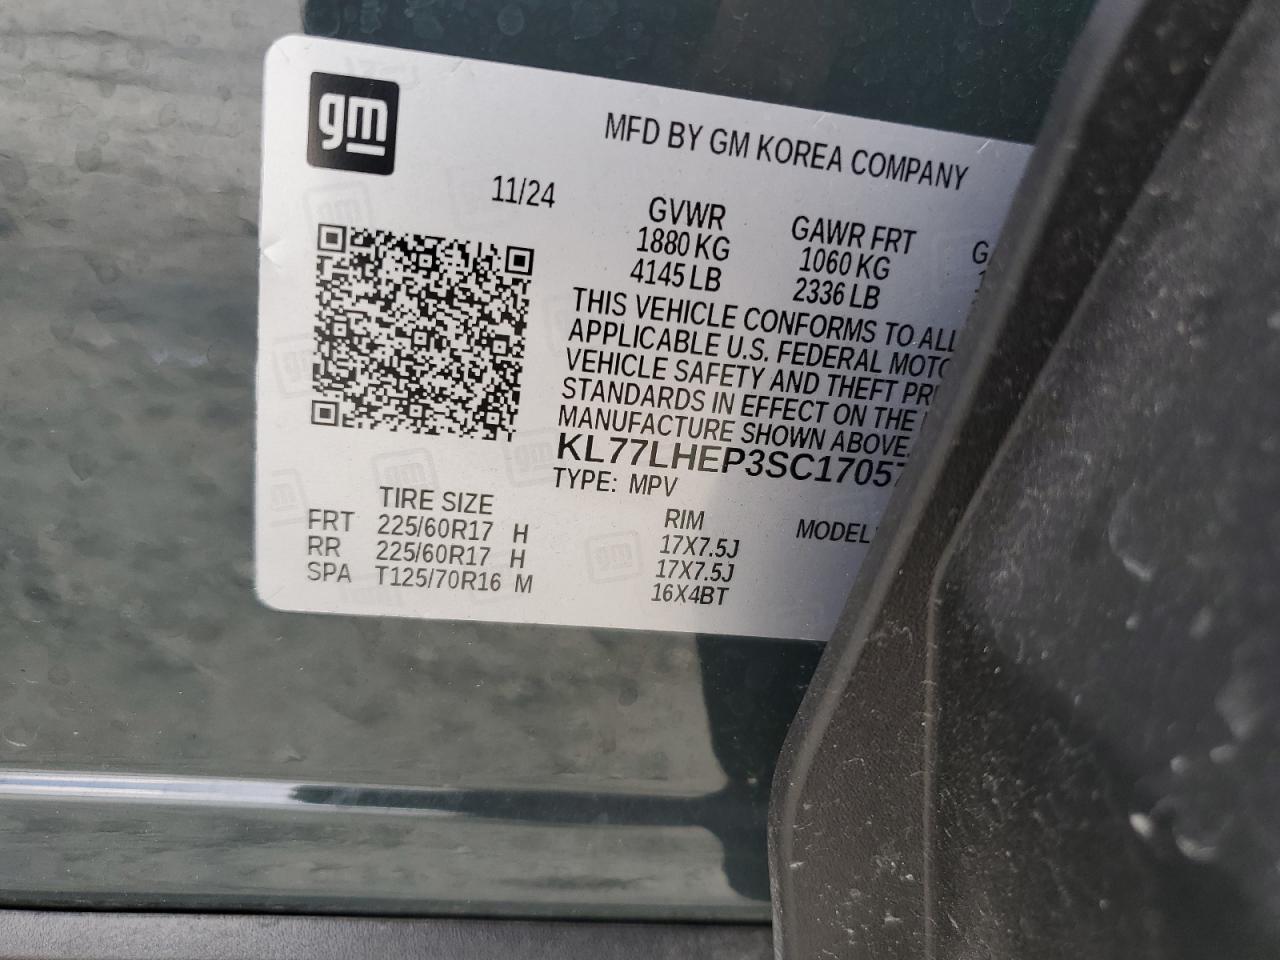 gm
MFD BY GM KOREA COMPANY
11/24
GVWR GAWR FRT G
1880 KG 1060 KG
4145 LB 2336 LB
THIS VEHICLE CONFORMS TO ALL
APPLICABLE U.S. FEDERAL MOTO
VEHICLE SAFETY AND THEFT PR
STANDARDS IN EFFECT ON THE
MANUFACTURE SHOWN ABOVE.
KL77LHEP3SC17057
TYPE: MPV
TIRE SIZE RIM MODEL:
FRT 225/60R17 H 17X7.5J
RR 225/60R17 H 17X7.5J
SPA T125/70R16 M 16X4BT